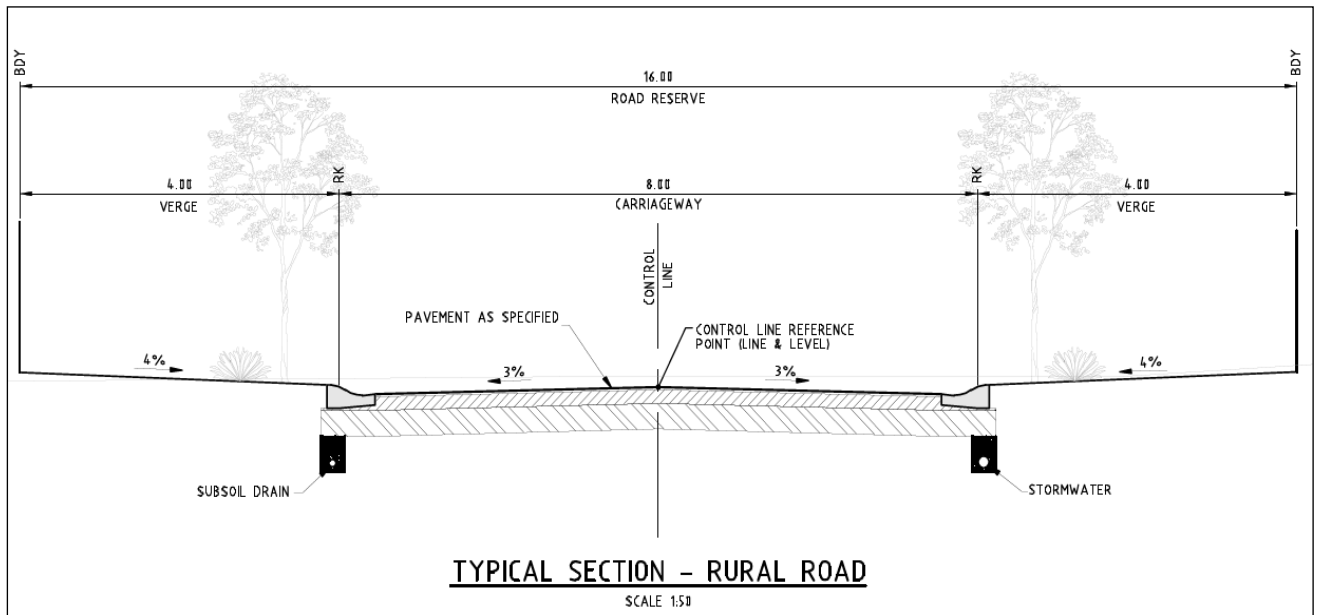 BDY
BDY
16.00
ROAD RESERVE
4.00
VERGE
RK
8.00
CARRIAGEWAY
RK
4.00
VERGE
CONTROL
LINE
PAVEMENT AS SPECIFIED
CONTROL LINE REFERENCE
POINT (LINE & LEVEL)
4%
3%
3%
4%
SUBSOIL DRAIN
STORMWATER
TYPICAL SECTION - RURAL ROAD
SCALE 1:50